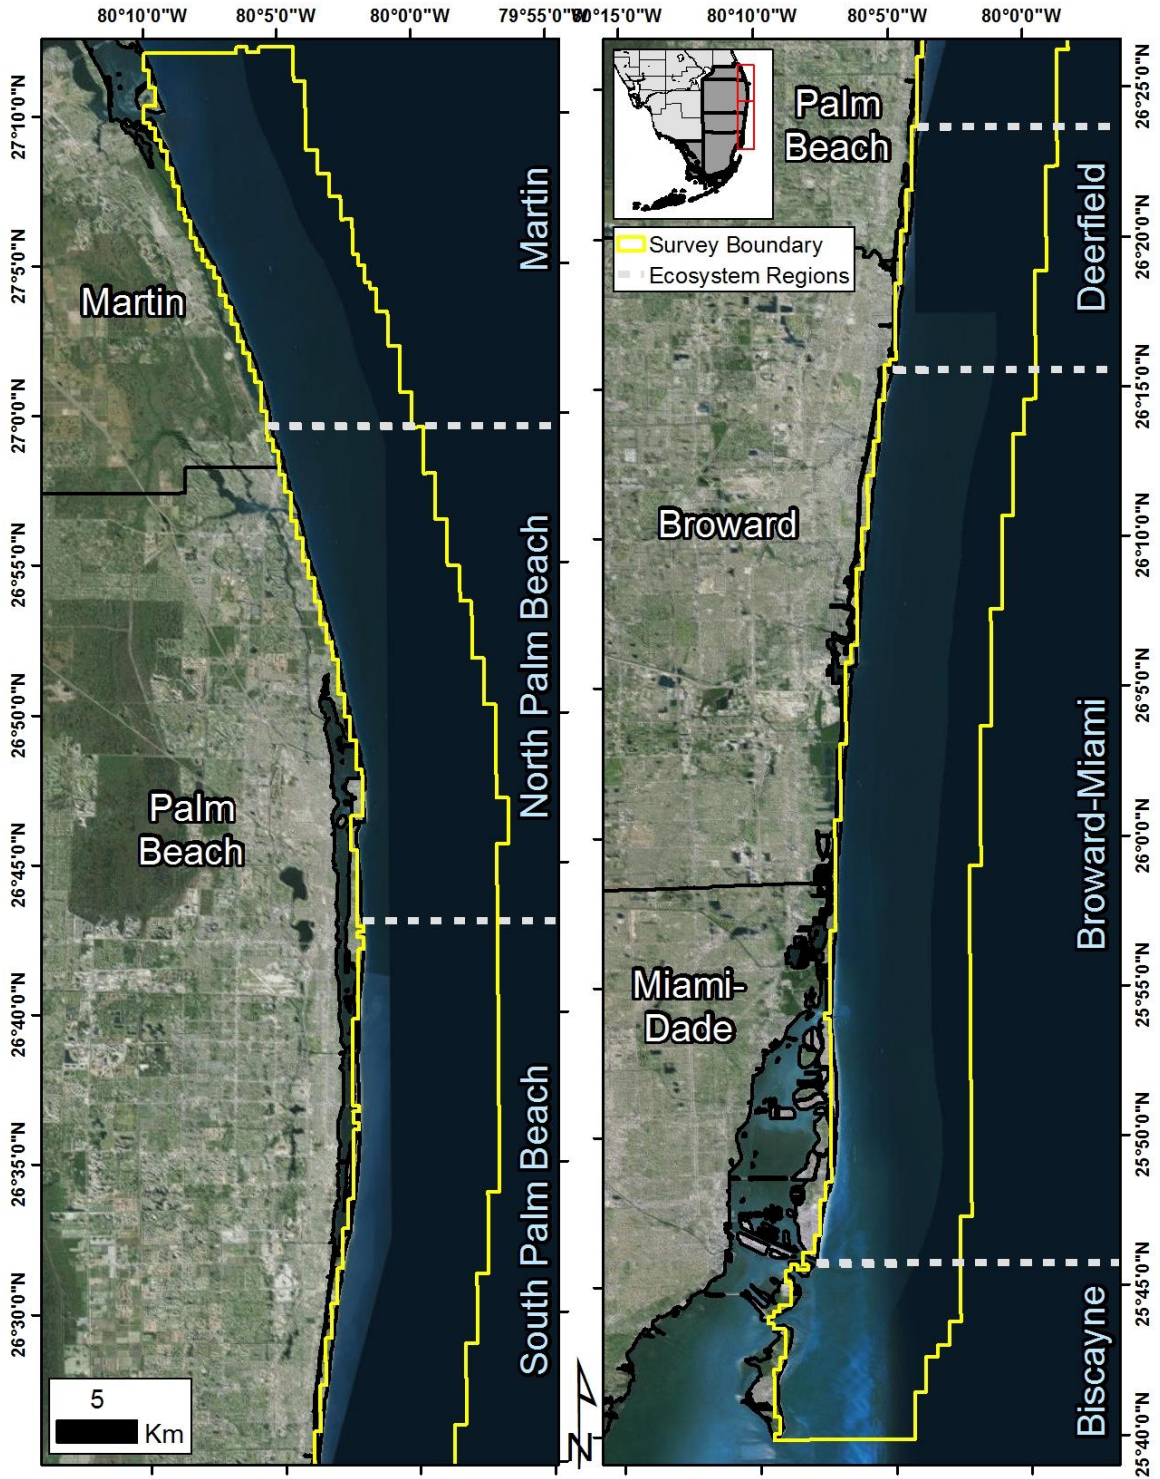 80°10'0"W
80°5'0"W
80°0'0"W
79°55'0"W
80°15'0"W
80°10'0"W
80°5'0"W
80°0'0"W
27°10'0"N
27°5'0"N
27°0'0"N
26°55'0"N
26°50'0"N
26°45'0"N
26°40'0"N
26°35'0"N
26°30'0"N
Martin
Palm
Beach
Martin
North Palm Beach
South Palm Beach
5
Km
N
Survey Boundary
Ecosystem Regions
Palm
Beach
Broward
Miami-
Dade
Deerfield
Broward-Miami
Biscayne
26°25'0"N
26°20'0"N
26°15'0"N
26°10'0"N
26°5'0"N
26°0'0"N
25°55'0"N
25°50'0"N
25°45'0"N
25°40'0"N